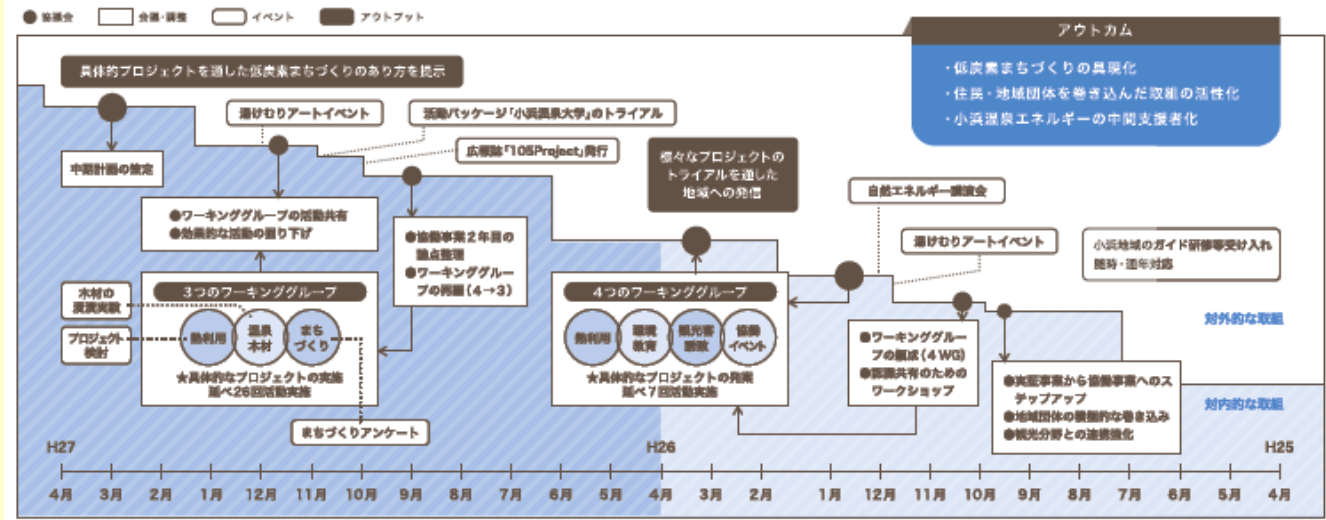 協議会
会議・調整
イベント
アウトプット
アウトカム
・低炭素まちづくりの具現化
・住民・地域団体を巻き込んだ取組の活性化
・小浜温泉エネルギーの中間支援者化
具体的プロジェクトを通した低炭素まちづくりのあり方を提示
湯けむりアートイベント
活動パッケージ「小浜温泉大学」のトライアル
広報誌「105Project」発行
中期計画の策定
様々なプロジェクトの
トライアルを通した
地域への発信
自然エネルギー講演会
湯けむりアートイベント
小浜地域のガイド研修等受け入れ
随時・通年対応
●ワーキンググループの活動共有
●効果的な活動の掘り下げ
●協働事業2年目の
論点整理
●ワーキンググルー
プの再編(4→3)
木材の
プロジェクト
検討
3つのワーキンググループ
熱利用
温泉
木材
まち
づくり
★具体的なプロジェクトの実施
延べ26回活動実施
まちづくりアンケート
4つのワーキンググループ
熱利用
環境
教育
観光客
誘致
協働
イベント
★具体的なプロジェクトの発案
延べ7回活動実施
●ワーキンググルー
プの編成(4WG)
●認識共有のための
ワークショップ
●実証事業から協働事業へのス
テップアップ
●地域団体の積極的な巻き込み
●観光分野との連携強化
対外的な取組
対内的な取組
H27
H26
H25
4月 3月 2月 1月 12月 11月 10月 9月 8月 7月 6月 5月 4月 3月 2月 1月 12月 11月 10月 9月 8月 7月 6月 5月 4月